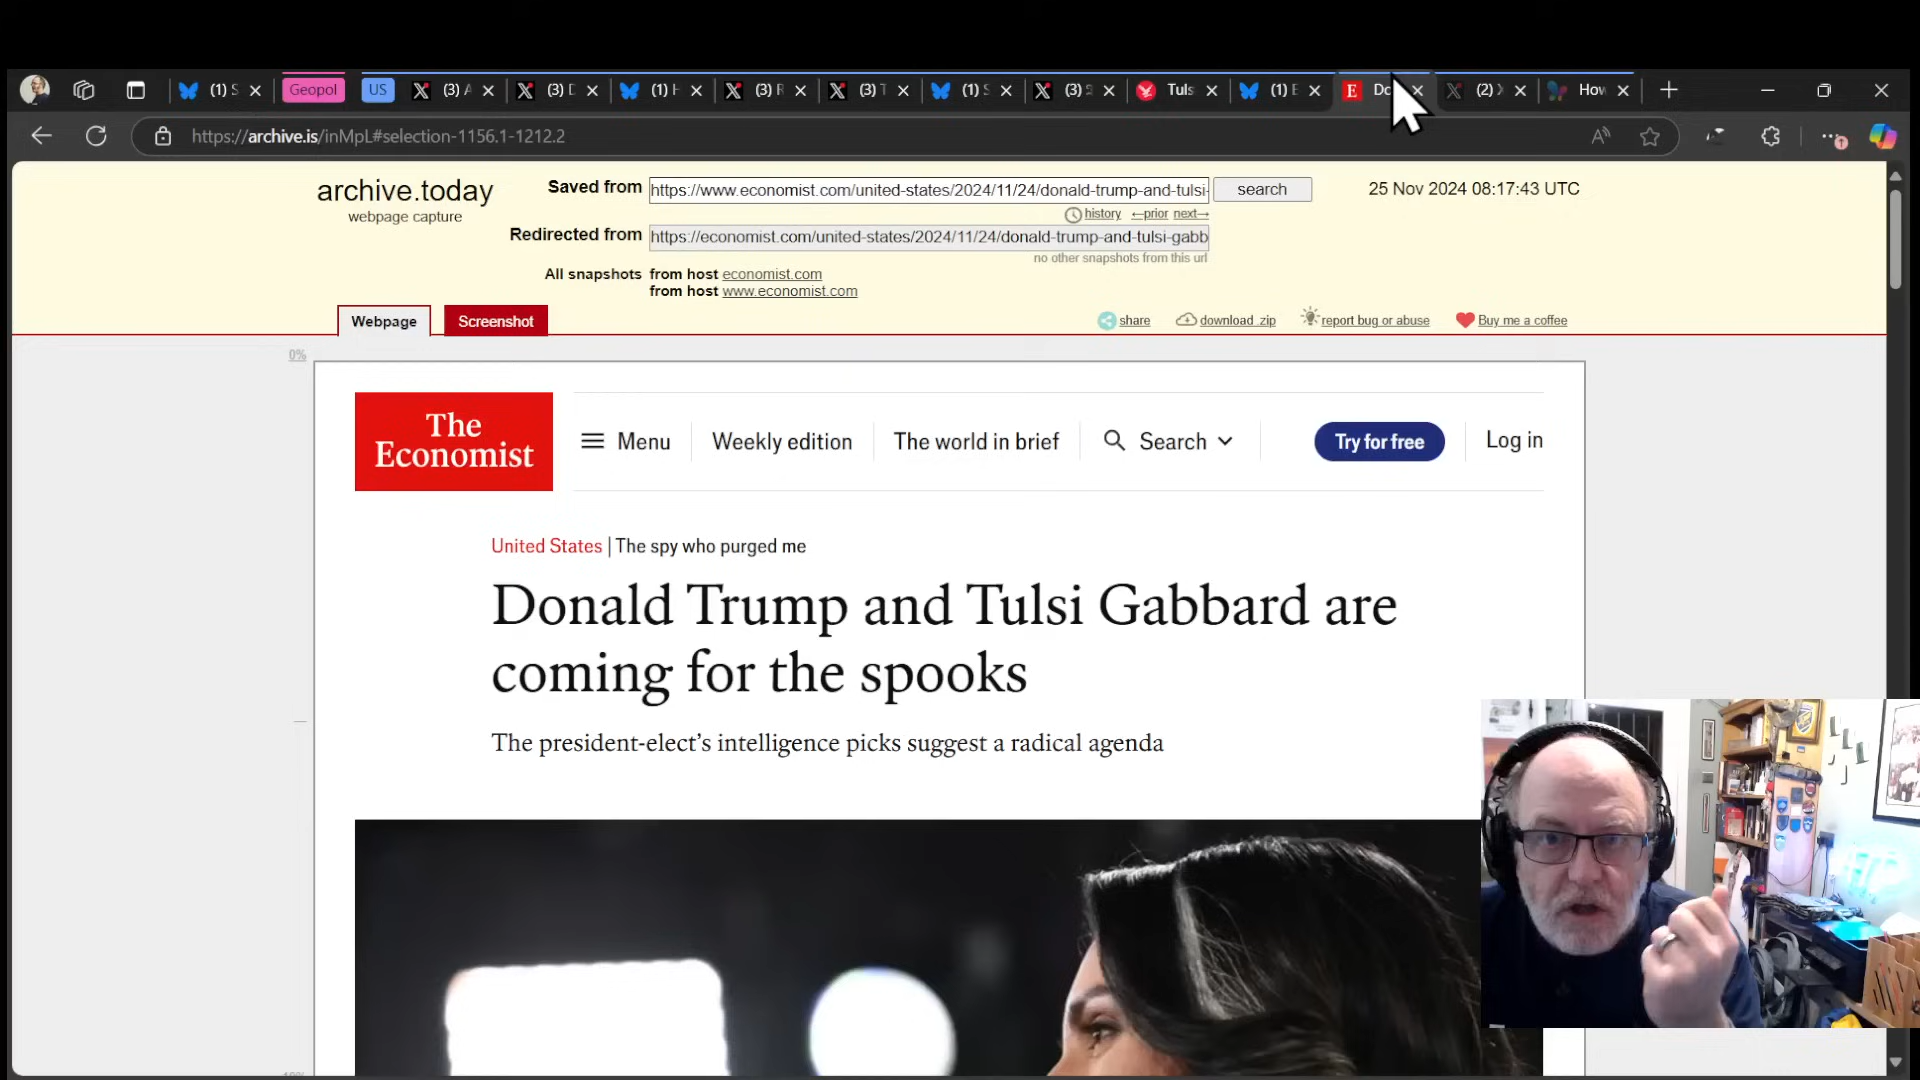 (1) S
Geopol
US
(3) A
(3) D
(1) H
(3) R
(3) T
(1) S
(3)
Tuls
(1) E
Do
(2) X
How
https://archive.is/inMpL#selection-1156.1-1212.2
archive.today
webpage capture
Saved from
https://www.economist.com/united-states/2024/11/24/donald-trump-and-tulsi-
search
25 Nov 2024 08:17:43 UTC
history ←prior next→
Redirected from
https://economist.com/united-states/2024/11/24/donald-trump-and-tulsi-gabb
no other snapshots from this url
All snapshots from host economist.com
from host www.economist.com
Webpage
Screenshot
share
download .zip
report bug or abuse
Buy me a coffee
0%
The
Economist
Menu
Weekly edition
The world in brief
Search
Try for free
Log in
United States | The spy who purged me
Donald Trump and Tulsi Gabbard are
coming for the spooks
The president-elect's intelligence picks suggest a radical agenda